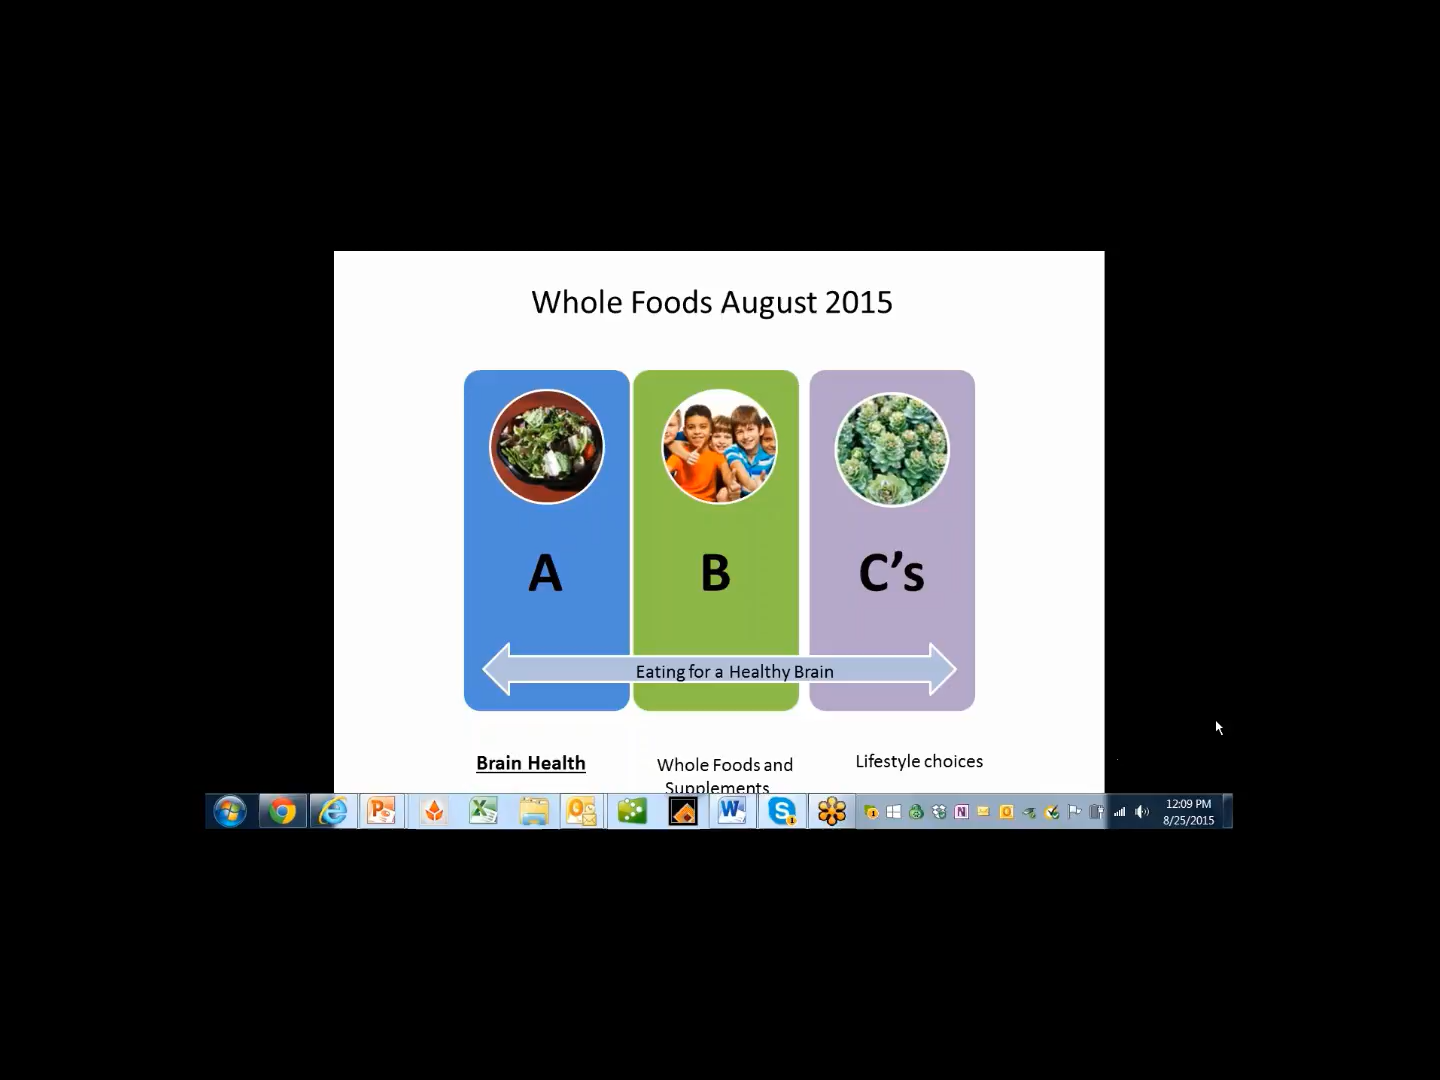 Whole Foods August 2015
A
B
C's
Eating for a Healthy Brain
Brain Health
Whole Foods and
Supplements
Lifestyle choices
12:09 PM
8/25/2015